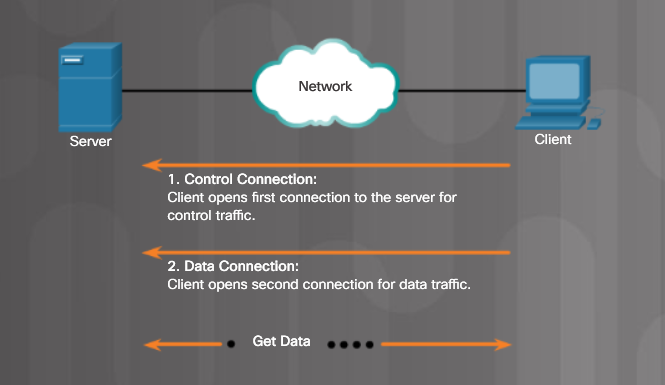 Network
Server
Client
1. Control Connection:
Client opens first connection to the server for
control traffic.
2. Data Connection:
Client opens second connection for data traffic.
Get Data